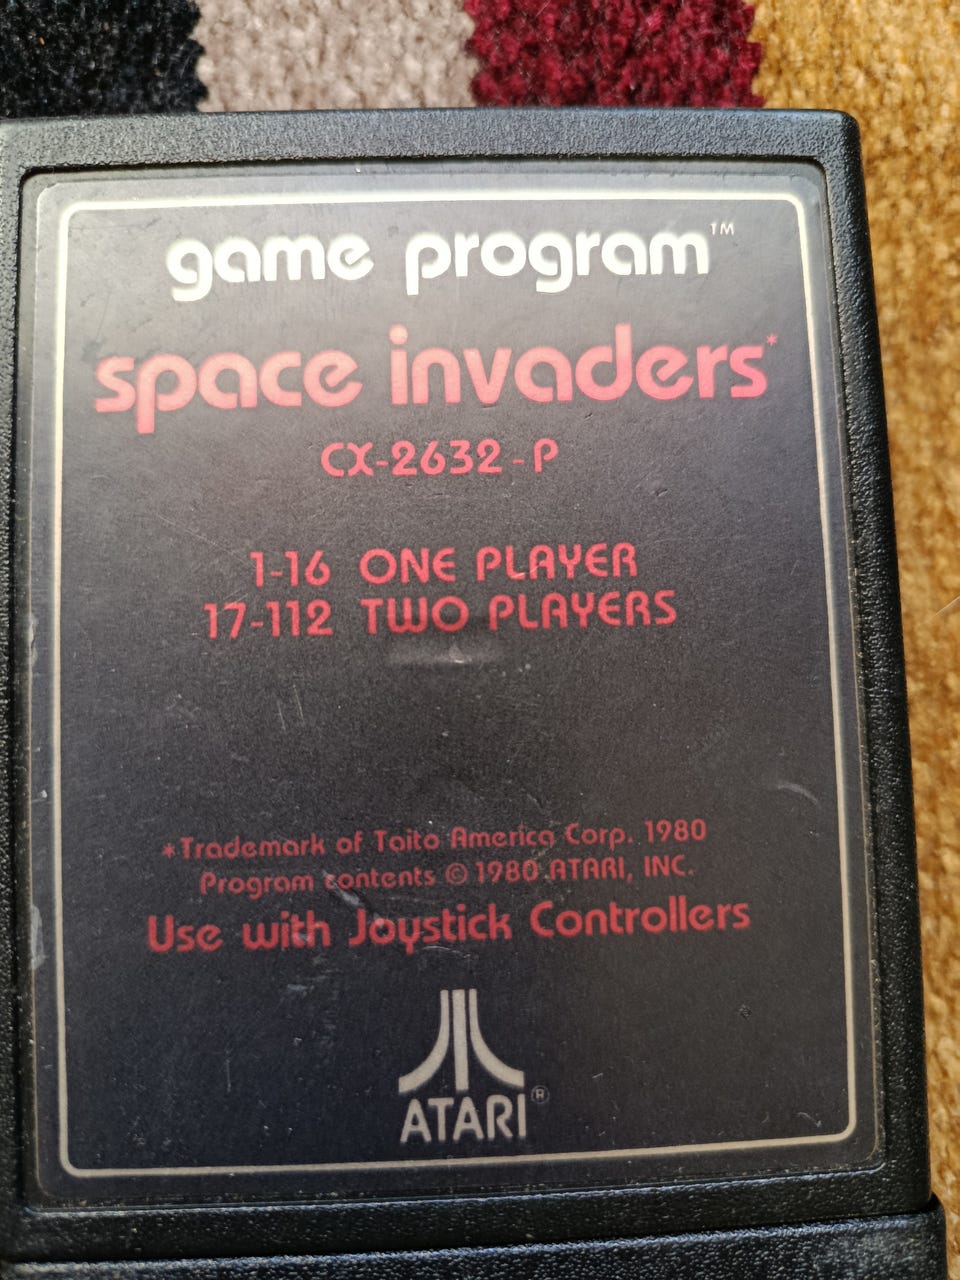 game program™
space invaders*
CX-2632-P
1-16 ONE PLAYER
17-112 TWO PLAYERS
*Trademark of Taito America Corp. 1980
Program contents © 1980 ATARI, INC.
Use with Joystick Controllers
ATARI®